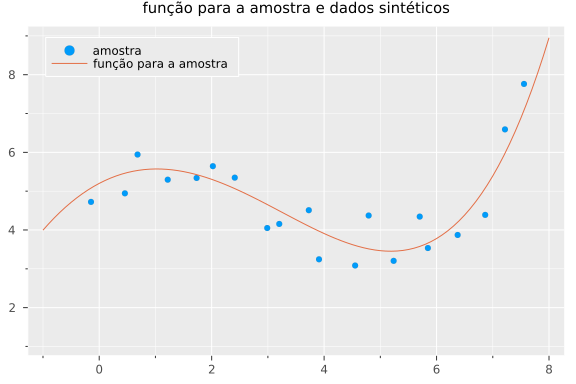 função para a amostra e dados sintéticos
amostra
função para a amostra
8
6
4
2
0 2 4 6 8